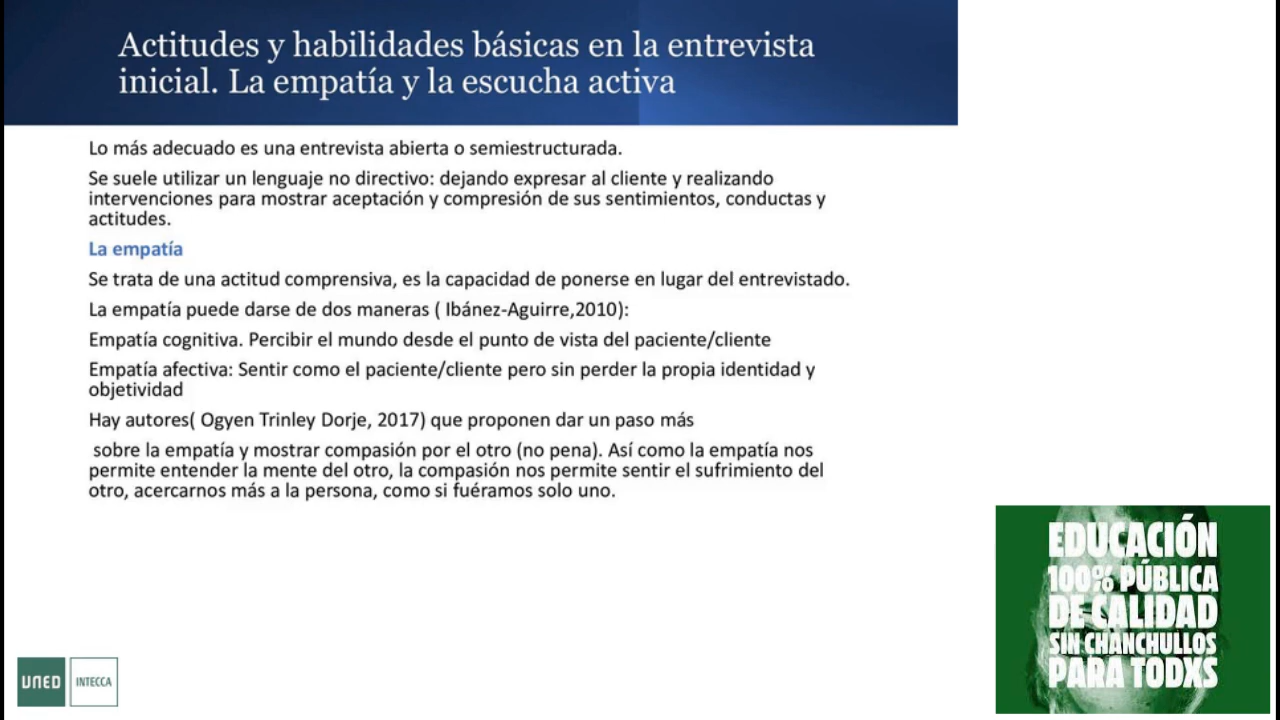 Actitudes y habilidades básicas en la entrevista
inicial. La empatía y la escucha activa
Lo más adecuado es una entrevista abierta o semiestructurada.
Se suele utilizar un lenguaje no directivo: dejando expresar al cliente y realizando
intervenciones para mostrar aceptación y compresión de sus sentimientos, conductas y
actitudes.
La empatía
Se trata de una actitud comprensiva, es la capacidad de ponerse en lugar del entrevistado.
La empatía puede darse de dos maneras ( Ibánez-Aguirre,2010):
Empatía cognitiva. Percibir el mundo desde el punto de vista del paciente/cliente
Empatía afectiva: Sentir como el paciente/cliente pero sin perder la propia identidad y
objetividad
Hay autores( Ogyen Trinley Dorje, 2017) que proponen dar un paso más
sobre la empatía y mostrar compasión por el otro (no pena). Así como la empatía nos
permite entender la mente del otro, la compasión nos permite sentir el sufrimiento del
otro, acercarnos más a la persona, como si fuéramos solo uno.
EDUCACIÓN
100% PÚBLICA
DE CALIDAD
SIN CHANCHULLOS
PARA TODXS
UNED INTECCA